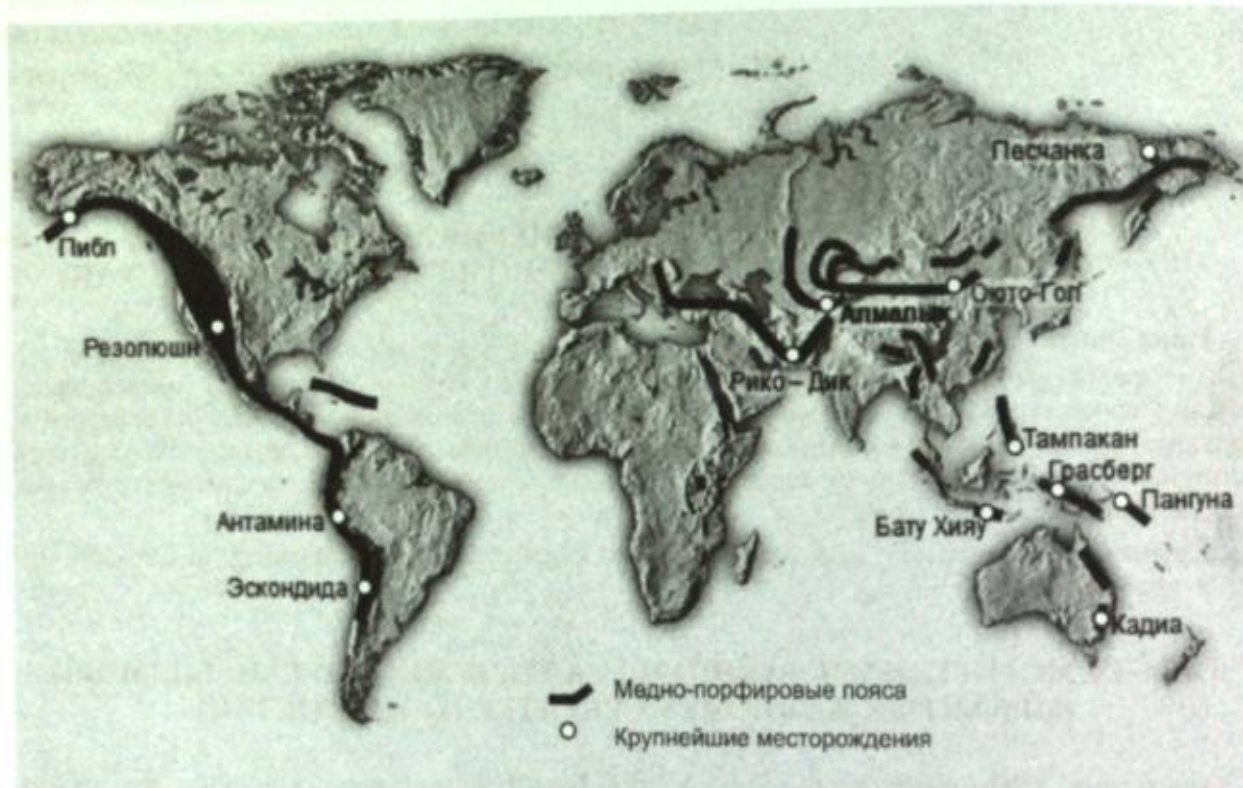 Песчанка
Пибл
Оюто-Гол
Алмалык
Резолюшн
Рико – Дик
Тампакан
Грасберг
Пангуна
Антамина
Бату Хияу
Эскондида
Кадиа
Медно-порфировые пояса
Крупнейшие месторождения